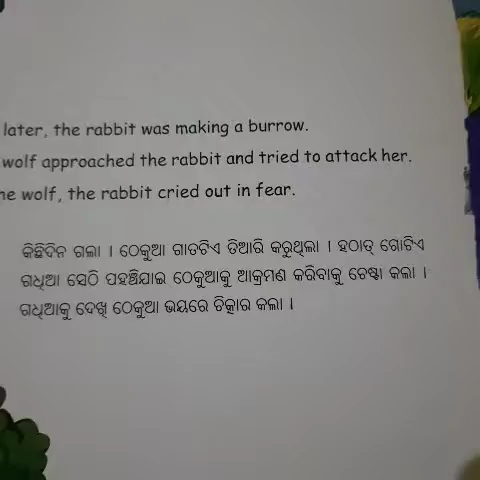 later, the rabbit was making a burrow.
wolf approached the rabbit and tried to attack her.
wolf, the rabbit cried out in fear.
କିଛିଦିନ ଗଲା । ଠେକୁଆ ଗାତଟିଏ ତିଆରି କରୁଥିଲା । ହଠାତ୍ ଗୋଟିଏ
ଗଧିଆ ସେଠି ପହଞ୍ଚିଯାଇ ଠେକୁଆକୁ ଆକ୍ରମଣ କରିବାକୁ ଚେଷ୍ଟା କଲା ।
ଗଧିଆକୁ ଦେଖି ଠେକୁଆ ଭୟରେ ଚିତ୍କାର କଲା ।